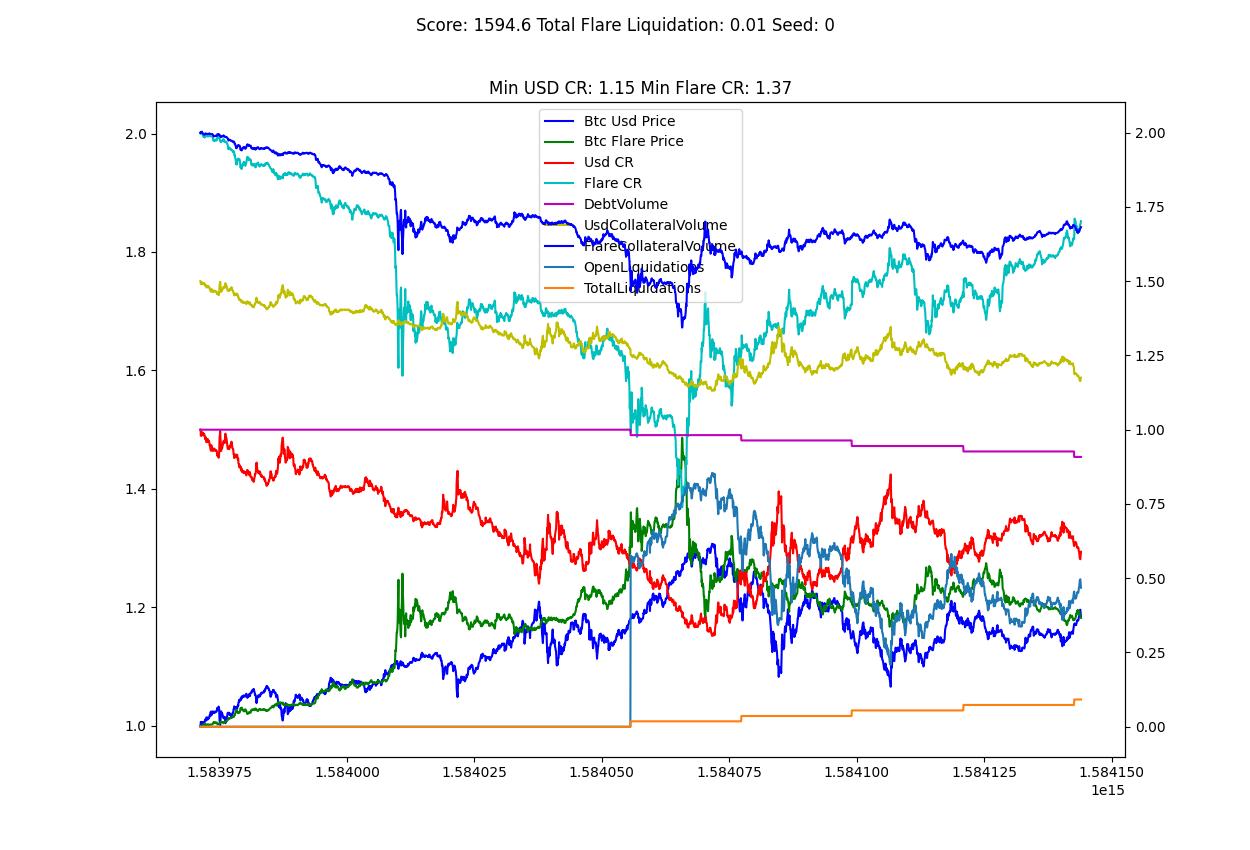 Score: 1594.6 Total Flare Liquidation: 0.01 Seed: 0
Min USD CR: 1.15 Min Flare CR: 1.37
Btc Usd Price
Btc Flare Price
Usd CR
Flare CR
DebtVolume
UsdCollateralVolume
FlareCollateralVolume
OpenLiquidations
TotalLiquidations
2.0
1.8
1.6
1.4
1.2
1.0
2.00
1.75
1.50
1.25
1.00
0.75
0.50
0.25
0.00
1.583975 1.584000 1.584025 1.584050 1.584075 1.584100 1.584125 1.584150
1e15